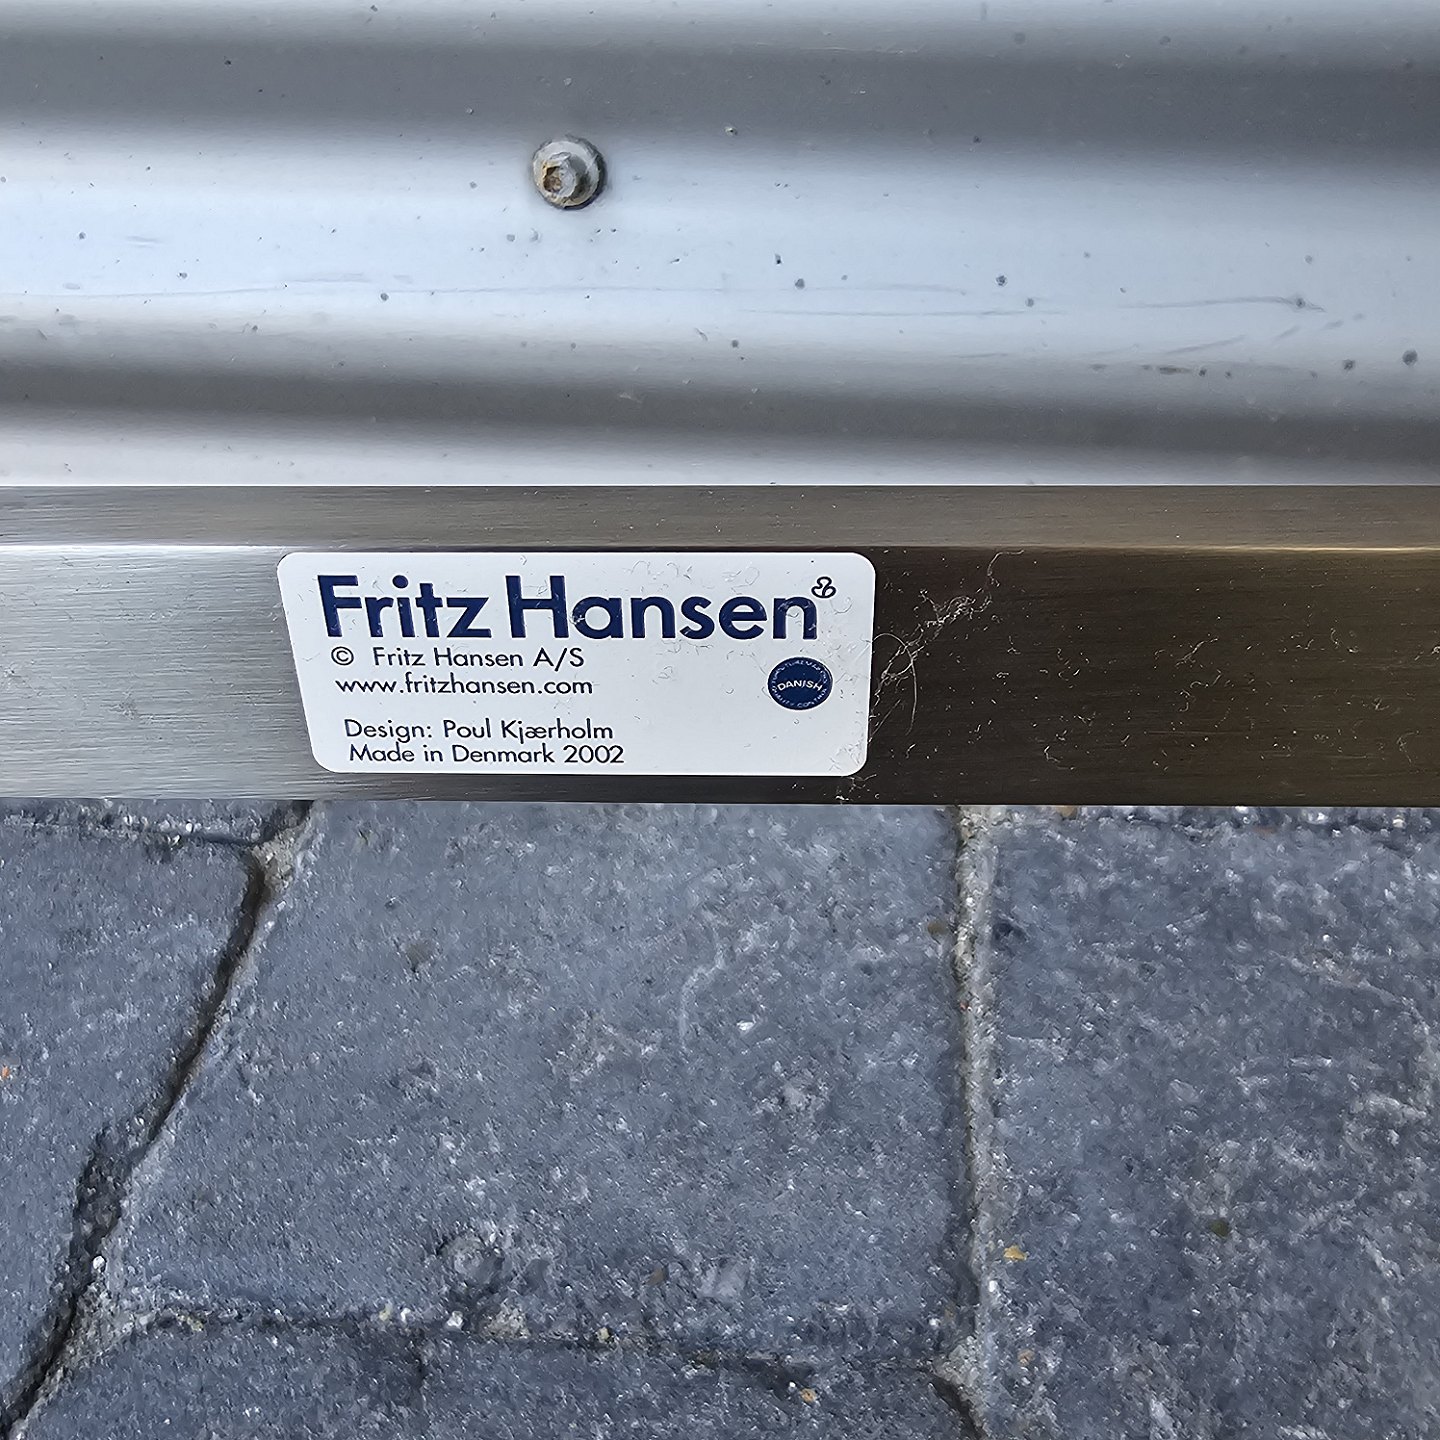 Fritz Hansen
© Fritz Hansen A/S
www.fritzhansen.com
DANISH
Design: Poul Kjærholm
Made in Denmark 2002